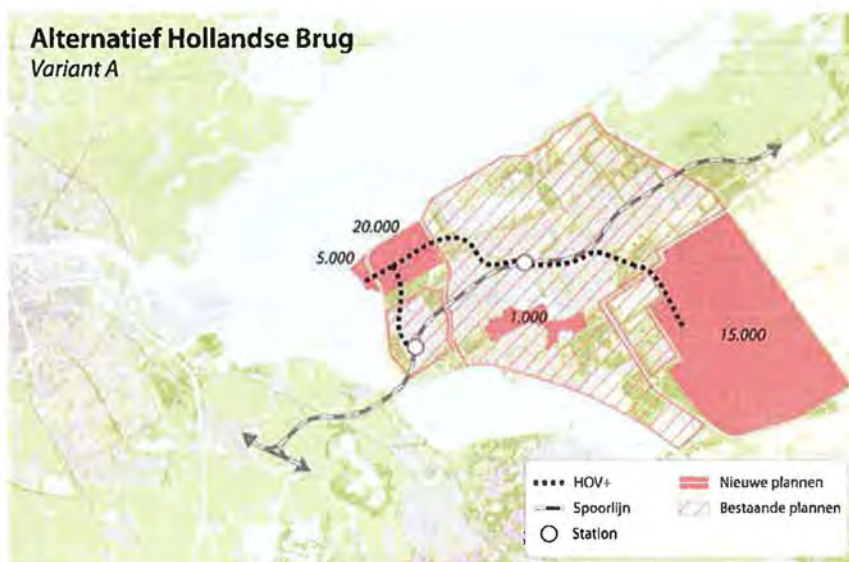 Alternatief Hollandse Brug
Variant A
20.000
5.000
1.000
15.000
HOV+
Spoorlijn
Station
Nieuwe plannen
Bestaande plannen